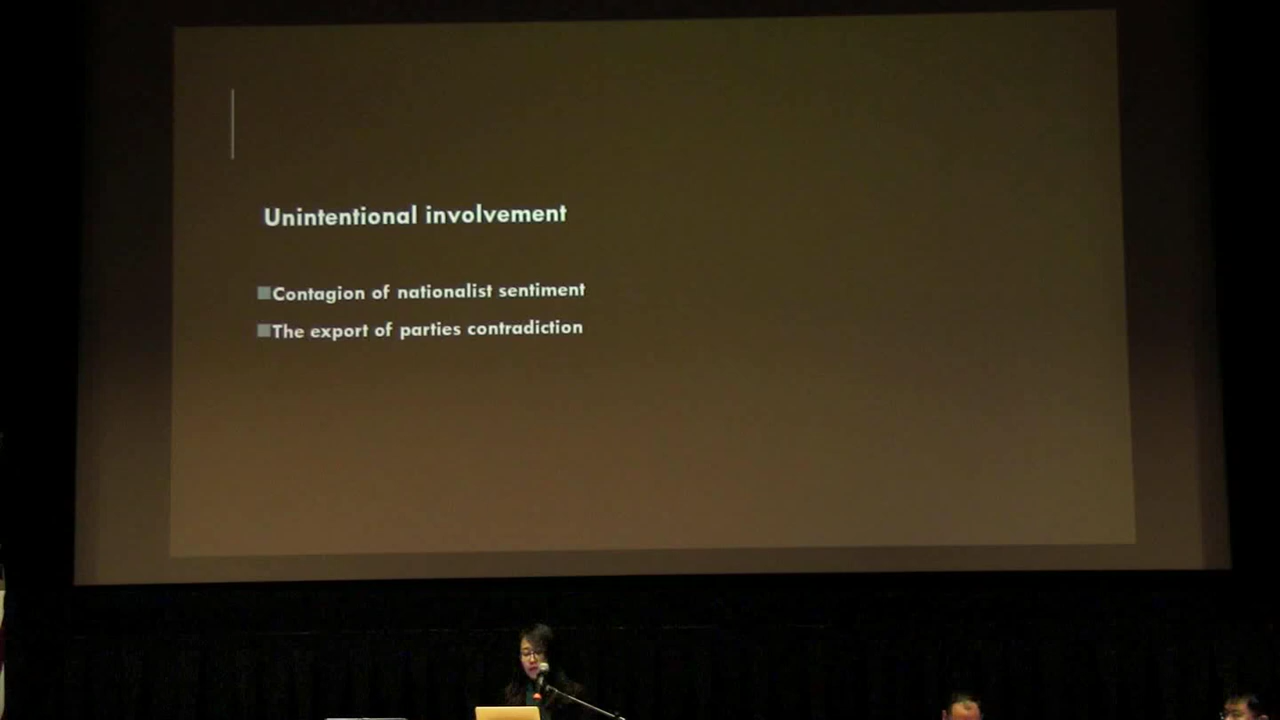 Unintentional involvement
Contagion of nationalist sentiment
The export of parties contradiction